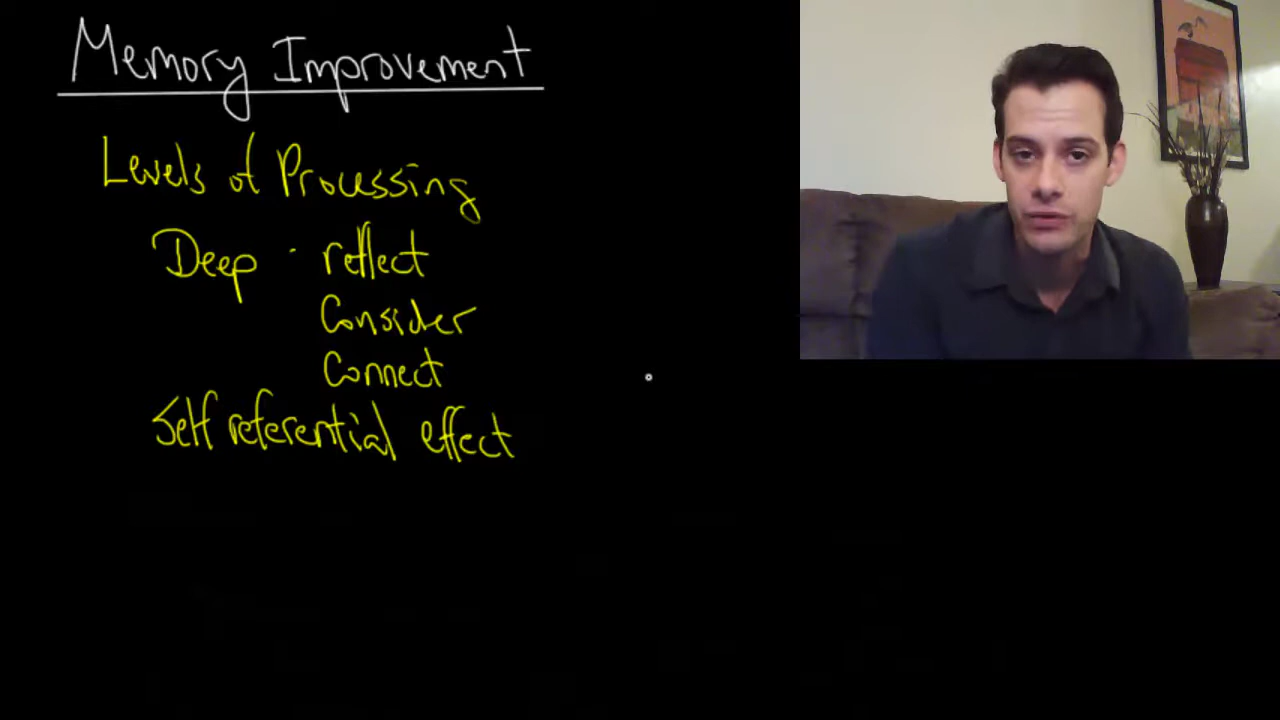 Memory Improvement
Levels of Processing
Deep - reflect
Consider
Connect
Self referential effect